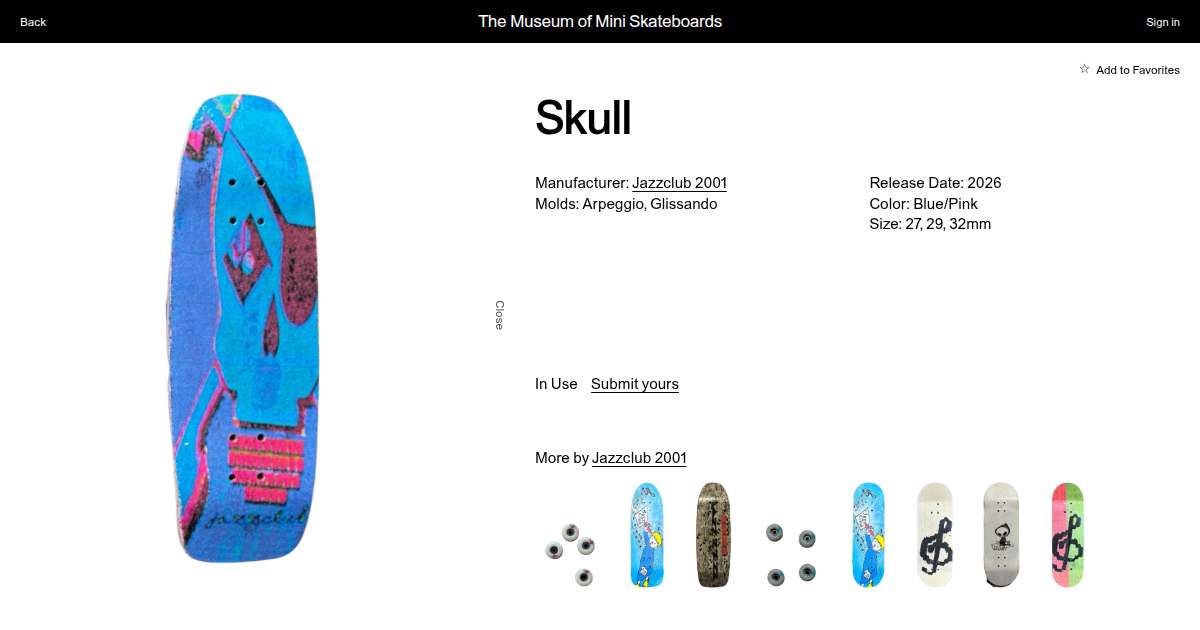 Back
The Museum of Mini Skateboards
Sign in
☆ Add to Favorites
Skull
Manufacturer: Jazzclub 2001
Molds: Arpeggio, Glissando
Release Date: 2026
Color: Blue/Pink
Size: 27, 29, 32mm
Close
In Use Submit yours
More by Jazzclub 2001
jazzclub